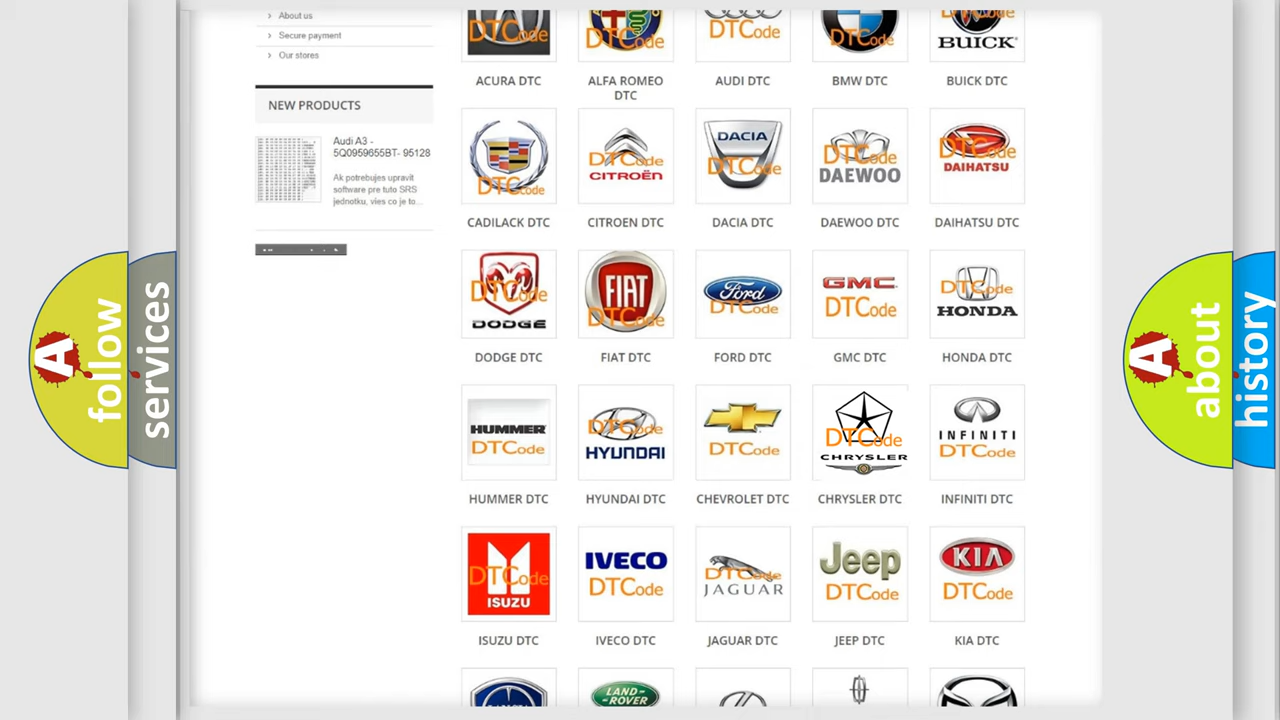 About us
Secure payment
Our stores
NEW PRODUCTS
Audi A3 -
5Q0959655BT- 95128
Ak potrebujes upravit
software pre tuto SRS
jednotku, vies co je to...
follow
services
A
about
history
A
DTCode
DTCode
DTCode
DTCode
BUICK
ACURA DTC
ALFA ROMEO
DTC
AUDI DTC
BMW DTC
BUICK DTC
DTCode
DTCode
CITROËN
DACIA
DTCode
DTCode
DAEWOO
DTCode
DAIHATSU
CADILACK DTC
CITROEN DTC
DACIA DTC
DAEWOO DTC
DAIHATSU DTC
DTCode
DODGE
FIAT
DTCode
Ford
DTCode
GMC
DTCode
DTCode
HONDA
DODGE DTC
FIAT DTC
FORD DTC
GMC DTC
HONDA DTC
HUMMER
DTCode
DTCode
HYUNDAI
DTCode
DTCode
CHRYSLER
INFINITI
DTCode
HUMMER DTC
HYUNDAI DTC
CHEVROLET DTC
CHRYSLER DTC
INFINITI DTC
DTCode
ISUZU
IVECO
DTCode
DTCode
JAGUAR
Jeep
DTCode
KIA
DTCode
ISUZU DTC
IVECO DTC
JAGUAR DTC
JEEP DTC
KIA DTC
LAND-
ROVER